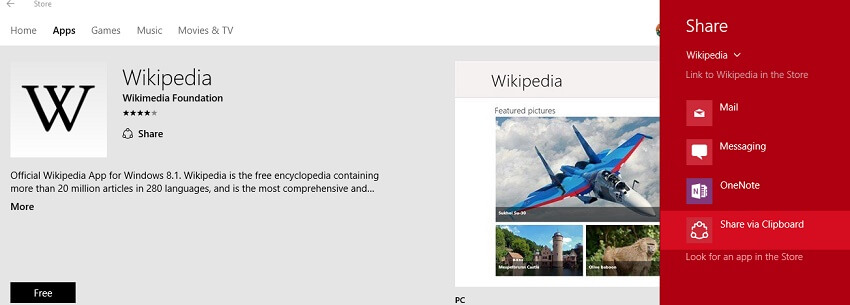 Store
Home Apps Games Music Movies & TV
W
Wikipedia
Wikimedia Foundation
Share
Official Wikipedia App for Windows 8.1. Wikipedia is the free encyclopedia containing
more than 20 million articles in 280 languages, and is the most comprehensive and...
More
Free
Wikipedia
Featured pictures
Sukhoi Su-30
Mespelbrunn Castle
Olive baboon
PC
Share
Wikipedia
Link to Wikipedia in the Store
Mail
Messaging
OneNote
Share via Clipboard
Look for an app in the Store